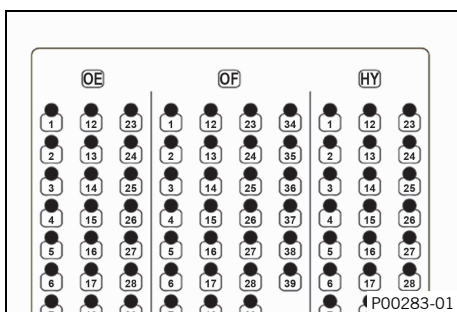 OE OF HY
1 12 23 1 12 23 34 1 12 23
2 13 24 2 13 24 35 2 13 24
3 14 25 3 14 25 36 3 14 25
4 15 26 4 15 26 37 4 15 26
5 16 27 5 16 27 38 5 16 27
6 17 28 6 17 28 39 6 17 28
P00283-01